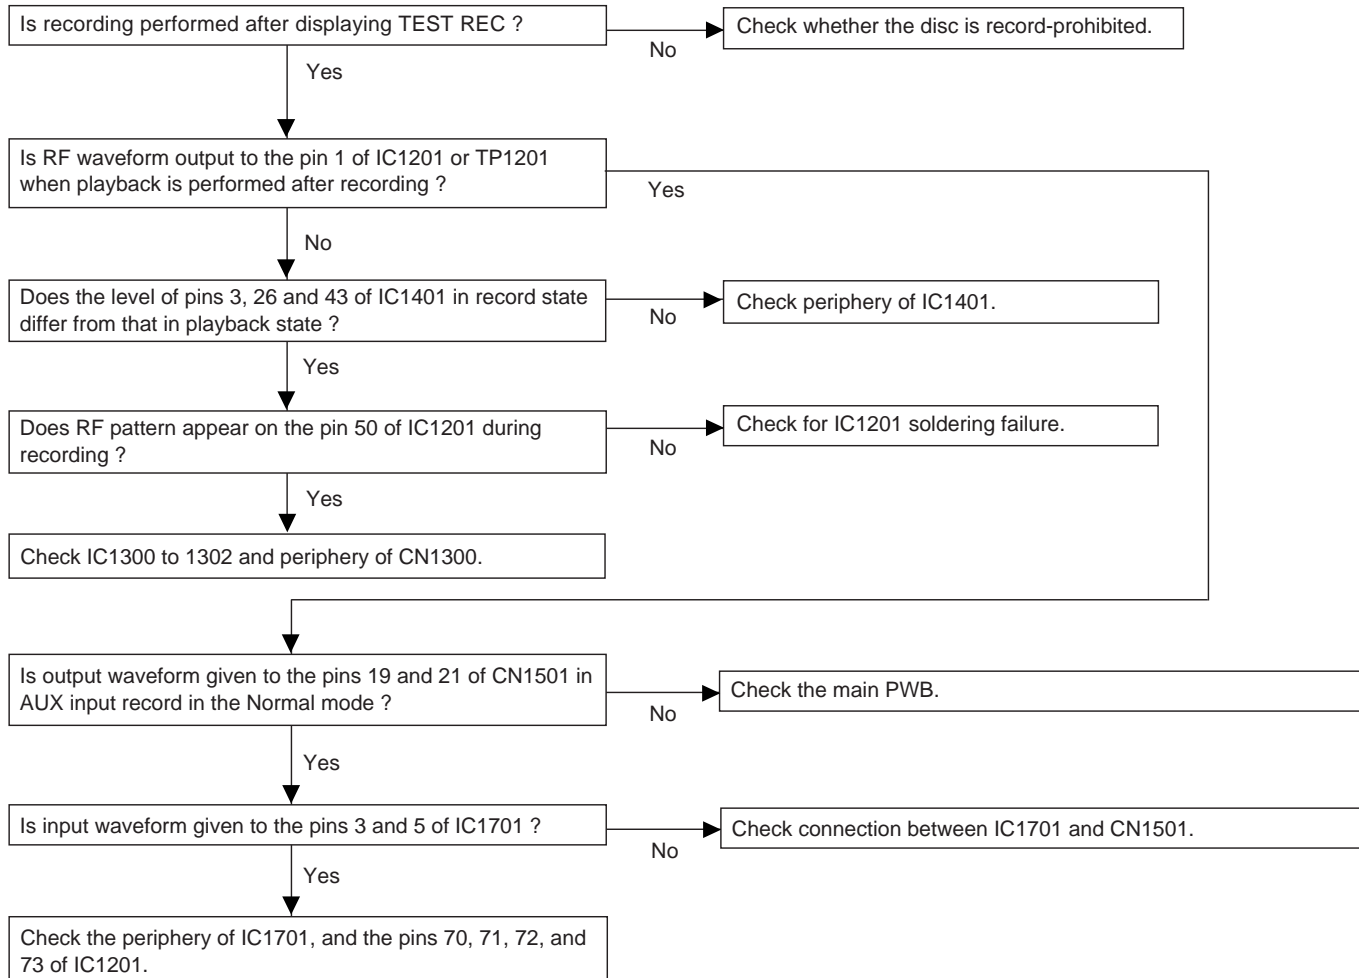 Is recording performed after displaying TEST REC ?
No
Check whether the disc is record-prohibited.
Yes
Is RF waveform output to the pin 1 of IC1201 or TP1201
when playback is performed after recording ?
Yes
No
Does the level of pins 3, 26 and 43 of IC1401 in record state
differ from that in playback state ?
No
Check periphery of IC1401.
Yes
Does RF pattern appear on the pin 50 of IC1201 during
recording ?
No
Check for IC1201 soldering failure.
Yes
Check IC1300 to 1302 and periphery of CN1300.
Is output waveform given to the pins 19 and 21 of CN1501 in
AUX input record in the Normal mode ?
No
Check the main PWB.
Yes
Is input waveform given to the pins 3 and 5 of IC1701 ?
No
Check connection between IC1701 and CN1501.
Yes
Check the periphery of IC1701, and the pins 70, 71, 72, and
73 of IC1201.